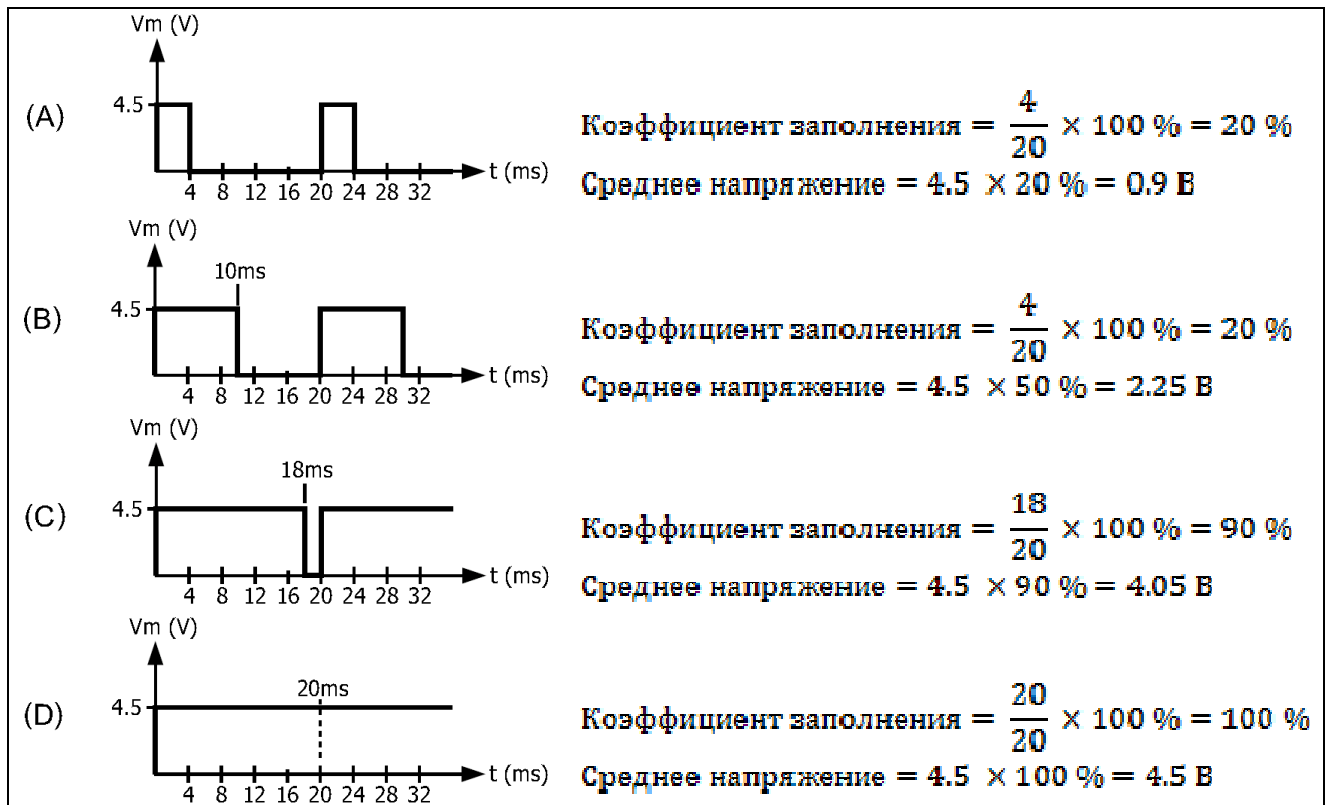 Vm (V)
(A)
4.5
t (ms)
4 8 12 16 20 24 28 32
Коэффициент заполнения = 4/20 × 100 % = 20 %
Среднее напряжение = 4.5 × 20 % = 0.9 В
Vm (V)
10ms
(B)
4.5
t (ms)
4 8 12 16 20 24 28 32
Коэффициент заполнения = 4/20 × 100 % = 20 %
Среднее напряжение = 4.5 × 50 % = 2.25 В
Vm (V)
18ms
(C)
4.5
t (ms)
4 8 12 16 20 24 28 32
Коэффициент заполнения = 18/20 × 100 % = 90 %
Среднее напряжение = 4.5 × 90 % = 4.05 В
Vm (V)
20ms
(D)
4.5
t (ms)
4 8 12 16 20 24 28 32
Коэффициент заполнения = 20/20 × 100 % = 100 %
Среднее напряжение = 4.5 × 100 % = 4.5 В